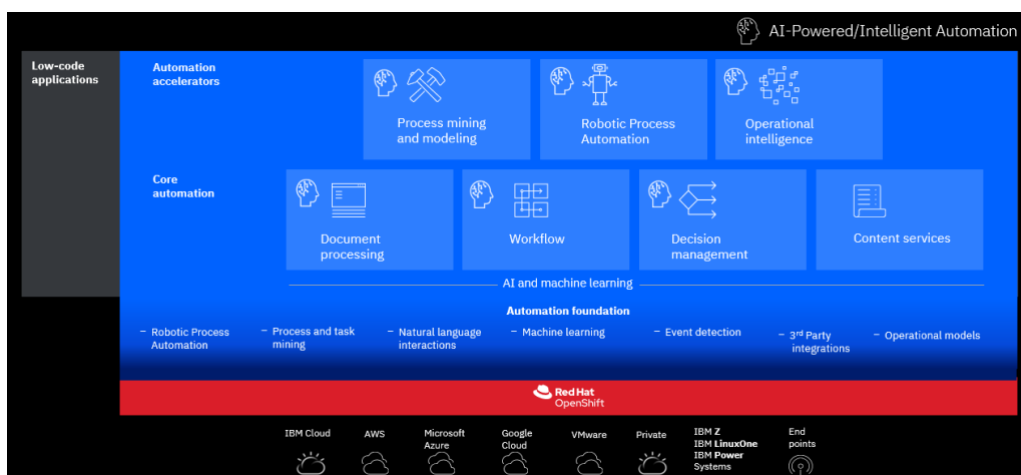 AI-Powered/Intelligent Automation
Low-code
applications
Automation
accelerators
Process mining
and modeling
Robotic Process
Automation
Operational
intelligence
Core
automation
Document
processing
Workflow
Decision
management
Content services
AI and machine learning
Automation foundation
– Robotic Process
Automation
– Process and task
mining
– Natural language
interactions
– Machine learning
– Event detection
– 3rd Party
integrations
– Operational models
Red Hat
OpenShift
IBM Cloud
AWS
Microsoft
Azure
Google
Cloud
VMware
Private
IBM Z
IBM LinuxOne
IBM Power
Systems
End
points